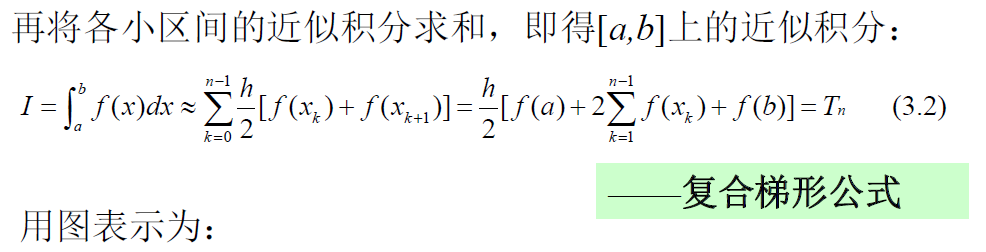 再将各小区间的近似积分求和，即得[a,b]上的近似积分：
I = ∫_a^b f(x)dx ≈ ∑_{k=0}^{n-1} h/2 [f(x_k) + f(x_{k+1})] = h/2 [f(a) + 2∑_{k=1}^{n-1} f(x_k) + f(b)] = T_n (3.2)
——复合梯形公式
用图表示为：